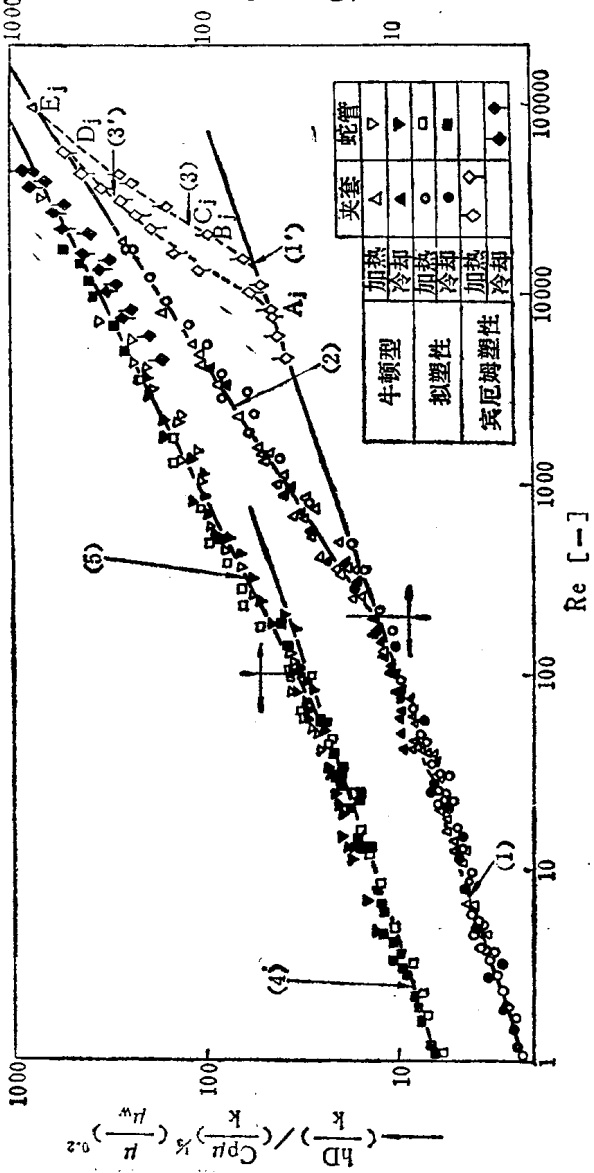 1000
100
10
1000
100
10
1
10
100
1000
10000
100000
Re [-]
(hD/k)/(Cpμ/k)^1/3(μ/μw)^0.2
(1)
(4)
(5)
(2)
(1')
(3)
(3')
Aj
Bj
Cj
Dj
Ej
夹套 蛇管
牛顿型 加热 △ ▽
冷却 ▲ ▼
拟塑性 加热 ○ □
冷却 ● ■
宾厄姆塑性 加热 ◇
冷却 ◆